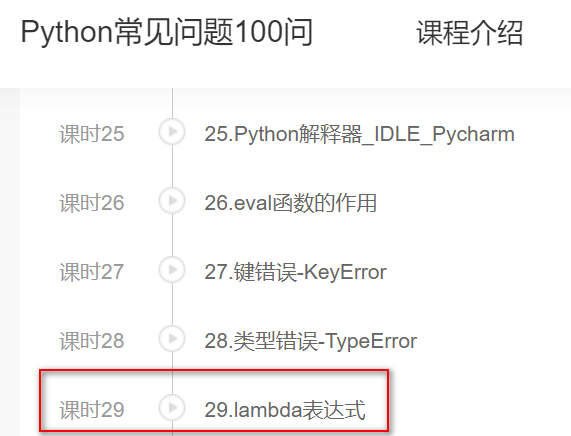 Python常见问题100问 课程介绍
课时25 25.Python解释器_IDLE_Pycharm
课时26 26.eval函数的作用
课时27 27.键错误-KeyError
课时28 28.类型错误-TypeError
课时29 29.lambda表达式